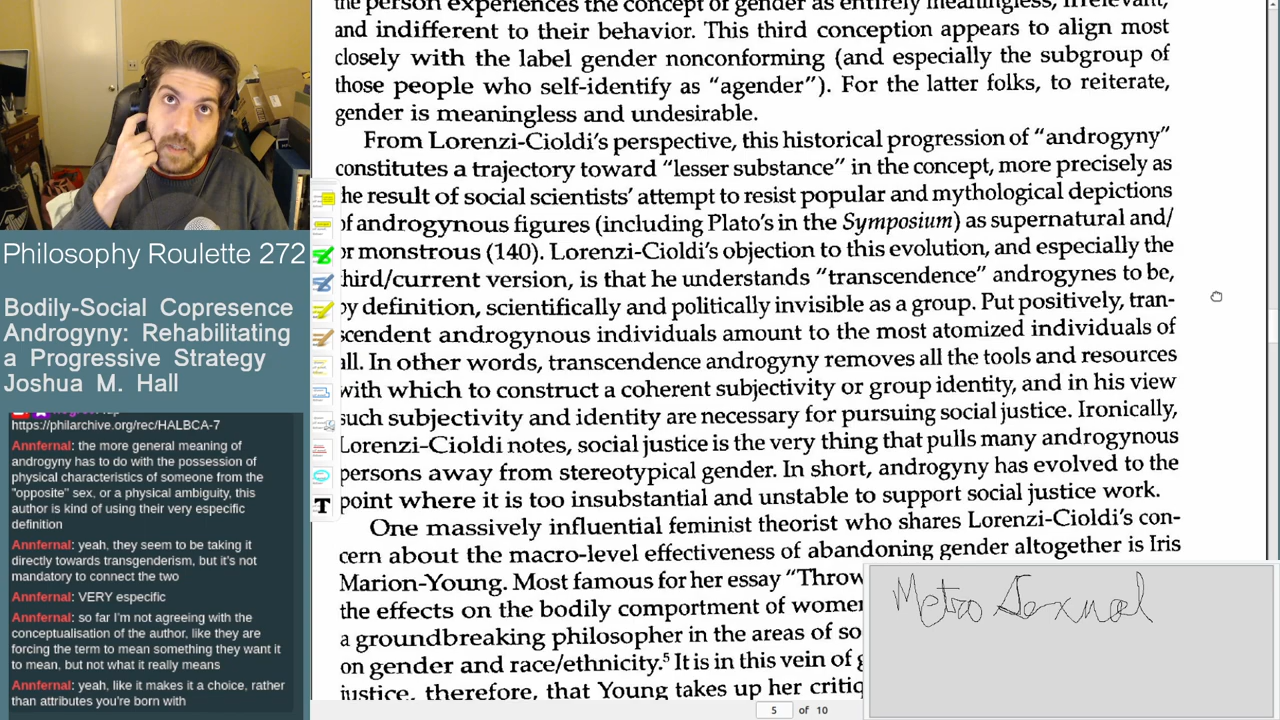 the person experiences the concept of gender as entirely meaningless, irrelevant,
and indifferent to their behavior. This third conception appears to align most
closely with the label gender nonconforming (and especially the subgroup of
those people who self-identify as “agender”). For the latter folks, to reiterate,
gender is meaningless and undesirable.
From Lorenzi-Cioldi’s perspective, this historical progression of “androgyny”
constitutes a trajectory toward “lesser substance” in the concept, more precisely as
he result of social scientists’ attempt to resist popular and mythological depictions
of androgynous figures (including Plato’s in the Symposium) as supernatural and/
or monstrous (140). Lorenzi-Cioldi’s objection to this evolution, and especially the
hird/current version, is that he understands “transcendence” androgynes to be,
by definition, scientifically and politically invisible as a group. Put positively, tran-
scendent androgynous individuals amount to the most atomized individuals of
all. In other words, transcendence androgyny removes all the tools and resources
with which to construct a coherent subjectivity or group identity, and in his view
such subjectivity and identity are necessary for pursuing social justice. Ironically,
Lorenzi-Cioldi notes, social justice is the very thing that pulls many androgynous
persons away from stereotypical gender. In short, androgyny has evolved to the
point where it is too insubstantial and unstable to support social justice work.
One massively influential feminist theorist who shares Lorenzi-Cioldi’s con-
cern about the macro-level effectiveness of abandoning gender altogether is Iris
Marion-Young. Most famous for her essay “Throw
the effects on the bodily comportment of women
a groundbreaking philosopher in the areas of so
on gender and race/ethnicity.⁵ It is in this vein of g
justice, therefore, that Young takes up her critiq
5 of 10
Metro Sexual
T
Philosophy Roulette 272
Bodily-Social Copresence
Androgyny: Rehabilitating
a Progressive Strategy
Joshua M. Hall
https://philarchive.org/rec/HALBCA-7
Annfernal: the more general meaning of
androgyny has to do with the possession of
physical characteristics of someone from the
"opposite" sex, or a physical ambiguity, this
author is kind of using their very especific
definition
Annfernal: yeah, they seem to be taking it
directly towards transgenderism, but it's not
mandatory to connect the two
Annfernal: VERY especific
Annfernal: so far I'm not agreeing with the
conceptualisation of the author, like they are
forcing the term to mean something they want it
to mean, but not what it really means
Annfernal: yeah, like it makes it a choice, rather
than attributes you're born with